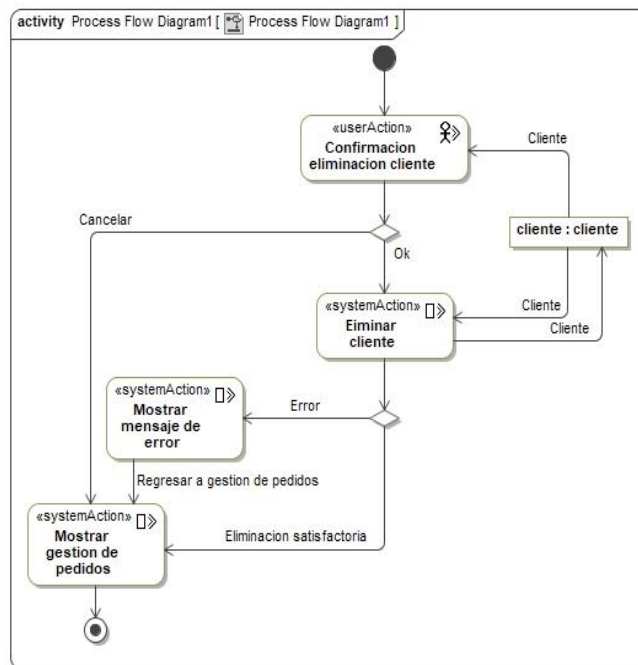 activity Process Flow Diagram1 [ Process Flow Diagram1 ]
«userAction»
Confirmacion
eliminacion cliente
Cliente
Cancelar
cliente : cliente
Ok
«systemAction»
Eiminar
cliente
Cliente
Cliente
«systemAction»
Mostrar
mensaje de
error
Error
Regresar a gestion de pedidos
«systemAction»
Mostrar
gestion de
pedidos
Eliminacion satisfactoria